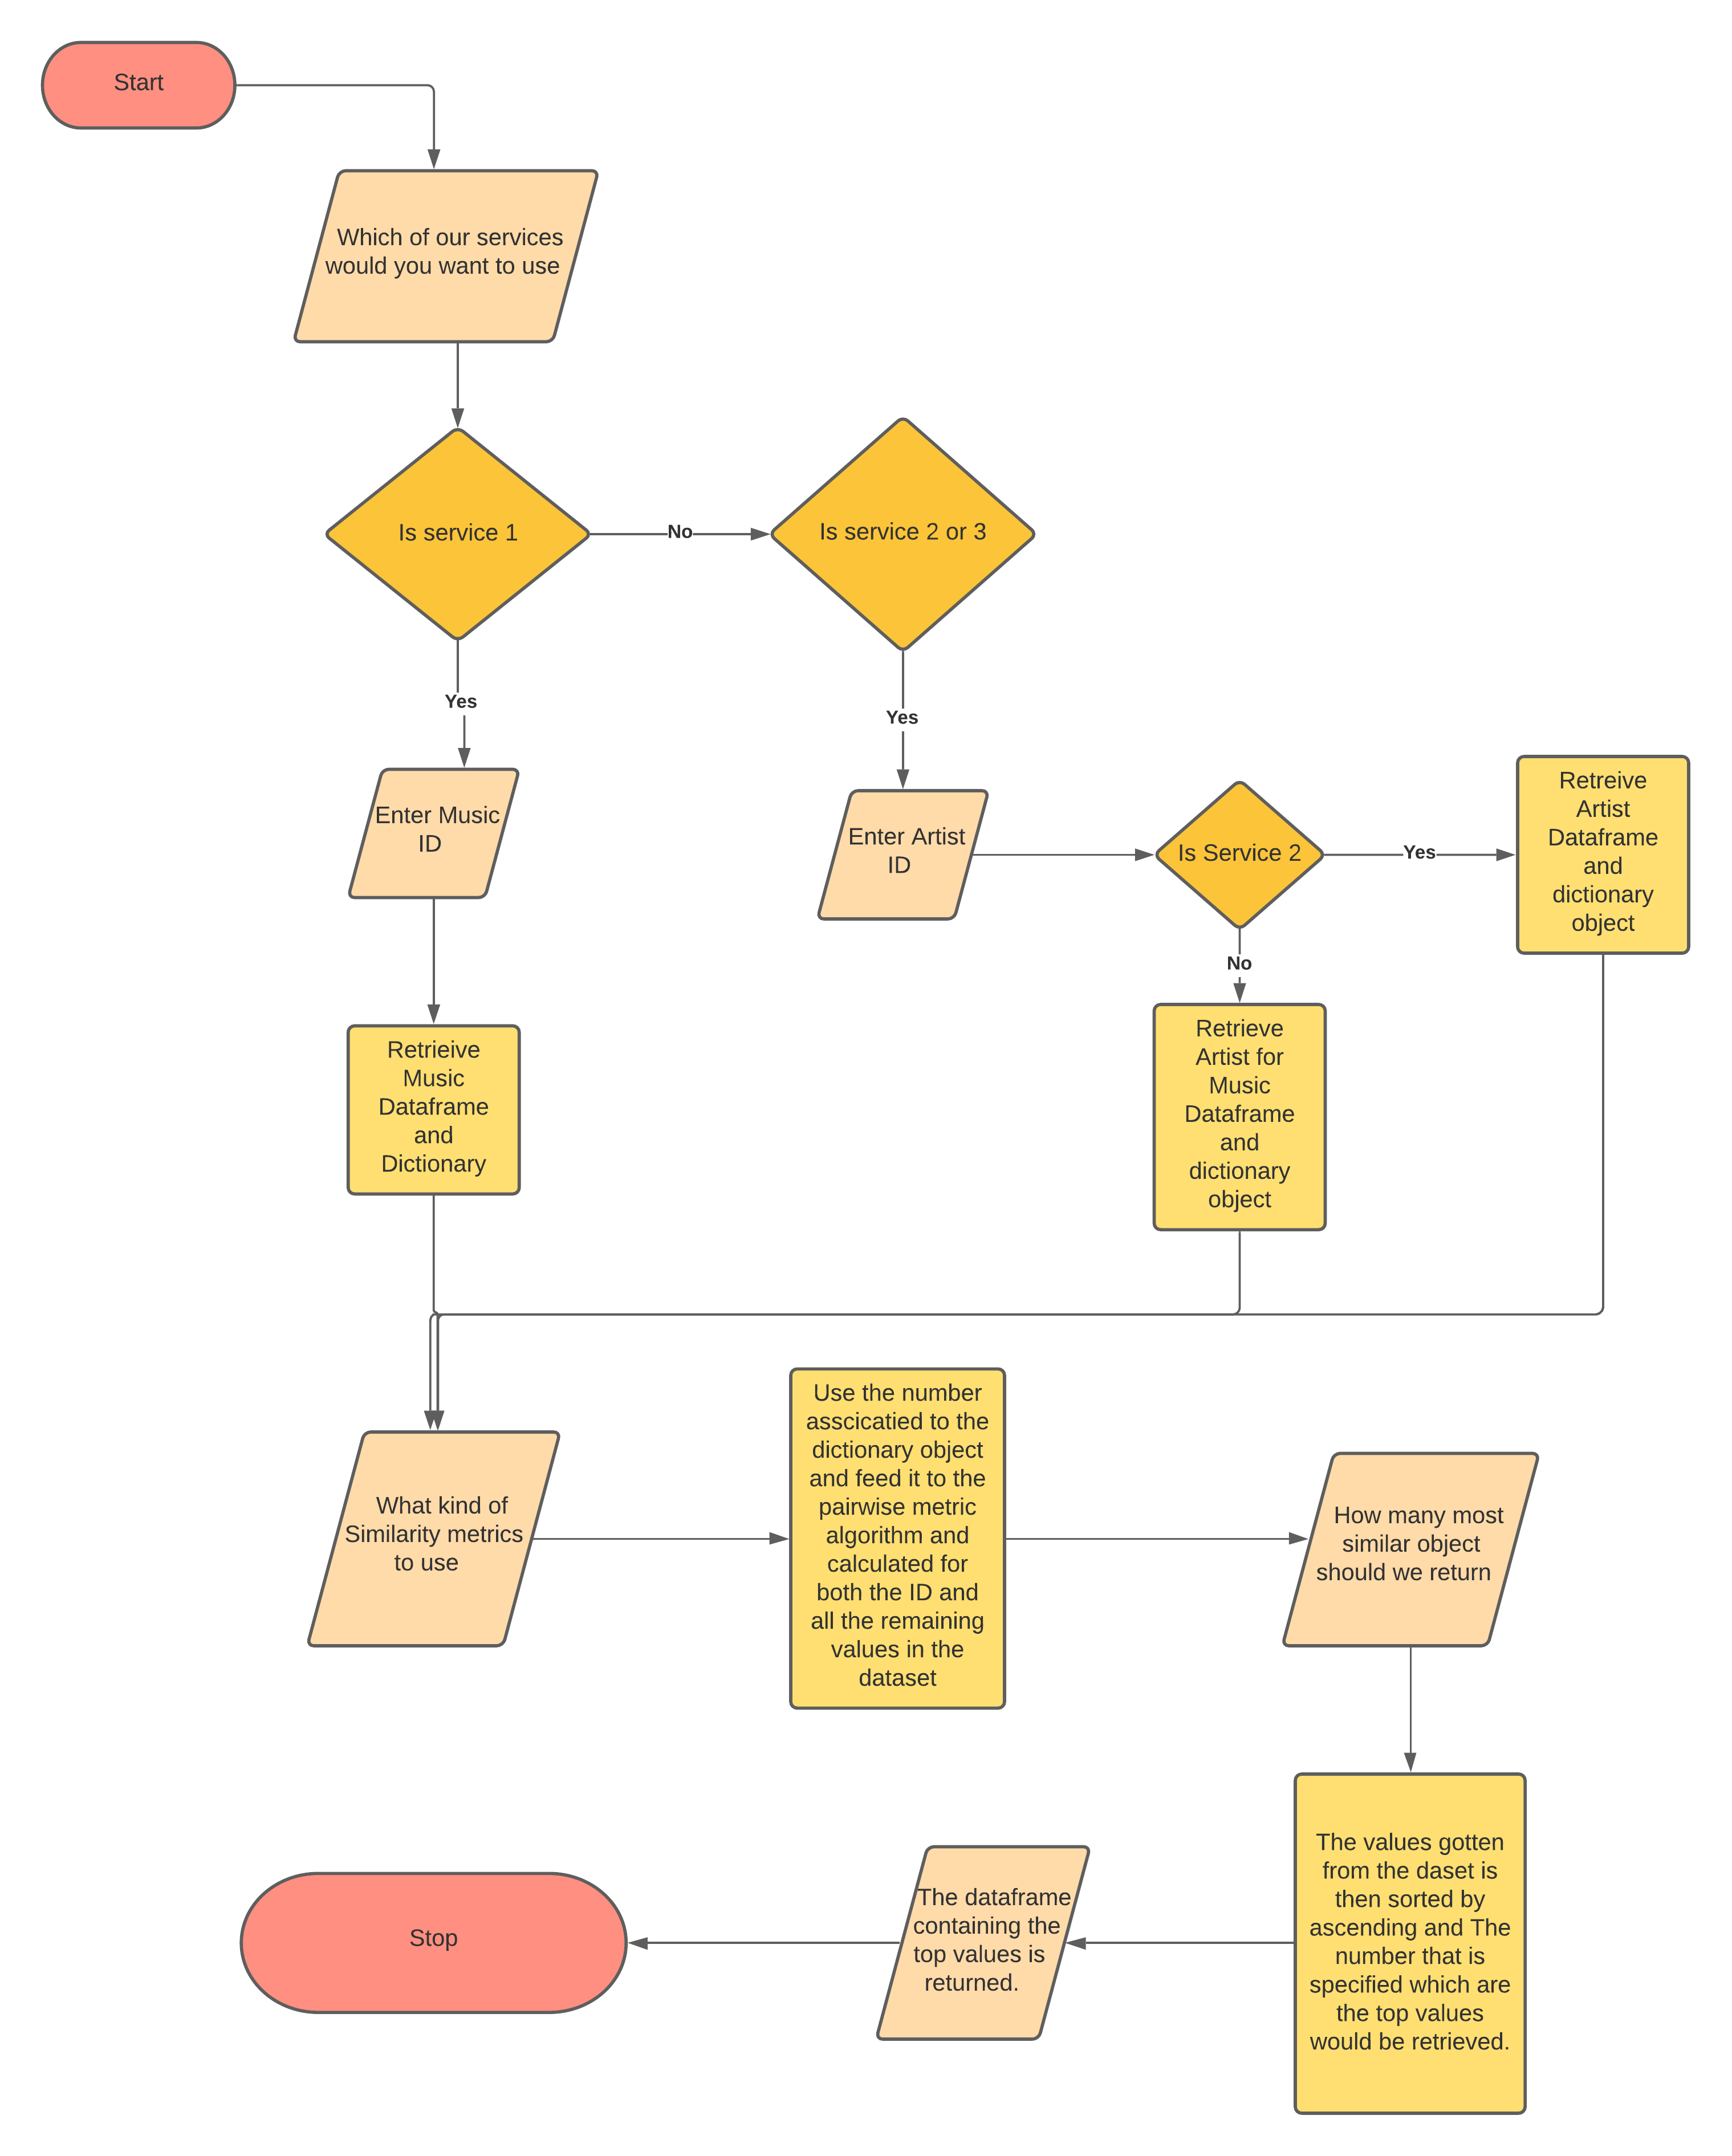 Start
Which of our services
would you want to use
Is service 1
No
Is service 2 or 3
Yes
Yes
Enter Music
ID
Enter Artist
ID
Is Service 2
Yes
Retreive
Artist
Dataframe
and
dictionary
object
No
Retrieve
Artist for
Music
Dataframe
and
dictionary
object
Retrieive
Music
Dataframe
and
Dictionary
What kind of
Similarity metrics
to use
Use the number
asscicatied to the
dictionary object
and feed it to the
pairwise metric
algorithm and
calculated for
both the ID and
all the remaining
values in the
dataset
How many most
similar object
should we return
The values gotten
from the daset is
then sorted by
ascending and The
number that is
specified which are
the top values
would be retrieved.
The dataframe
containing the
top values is
returned.
Stop